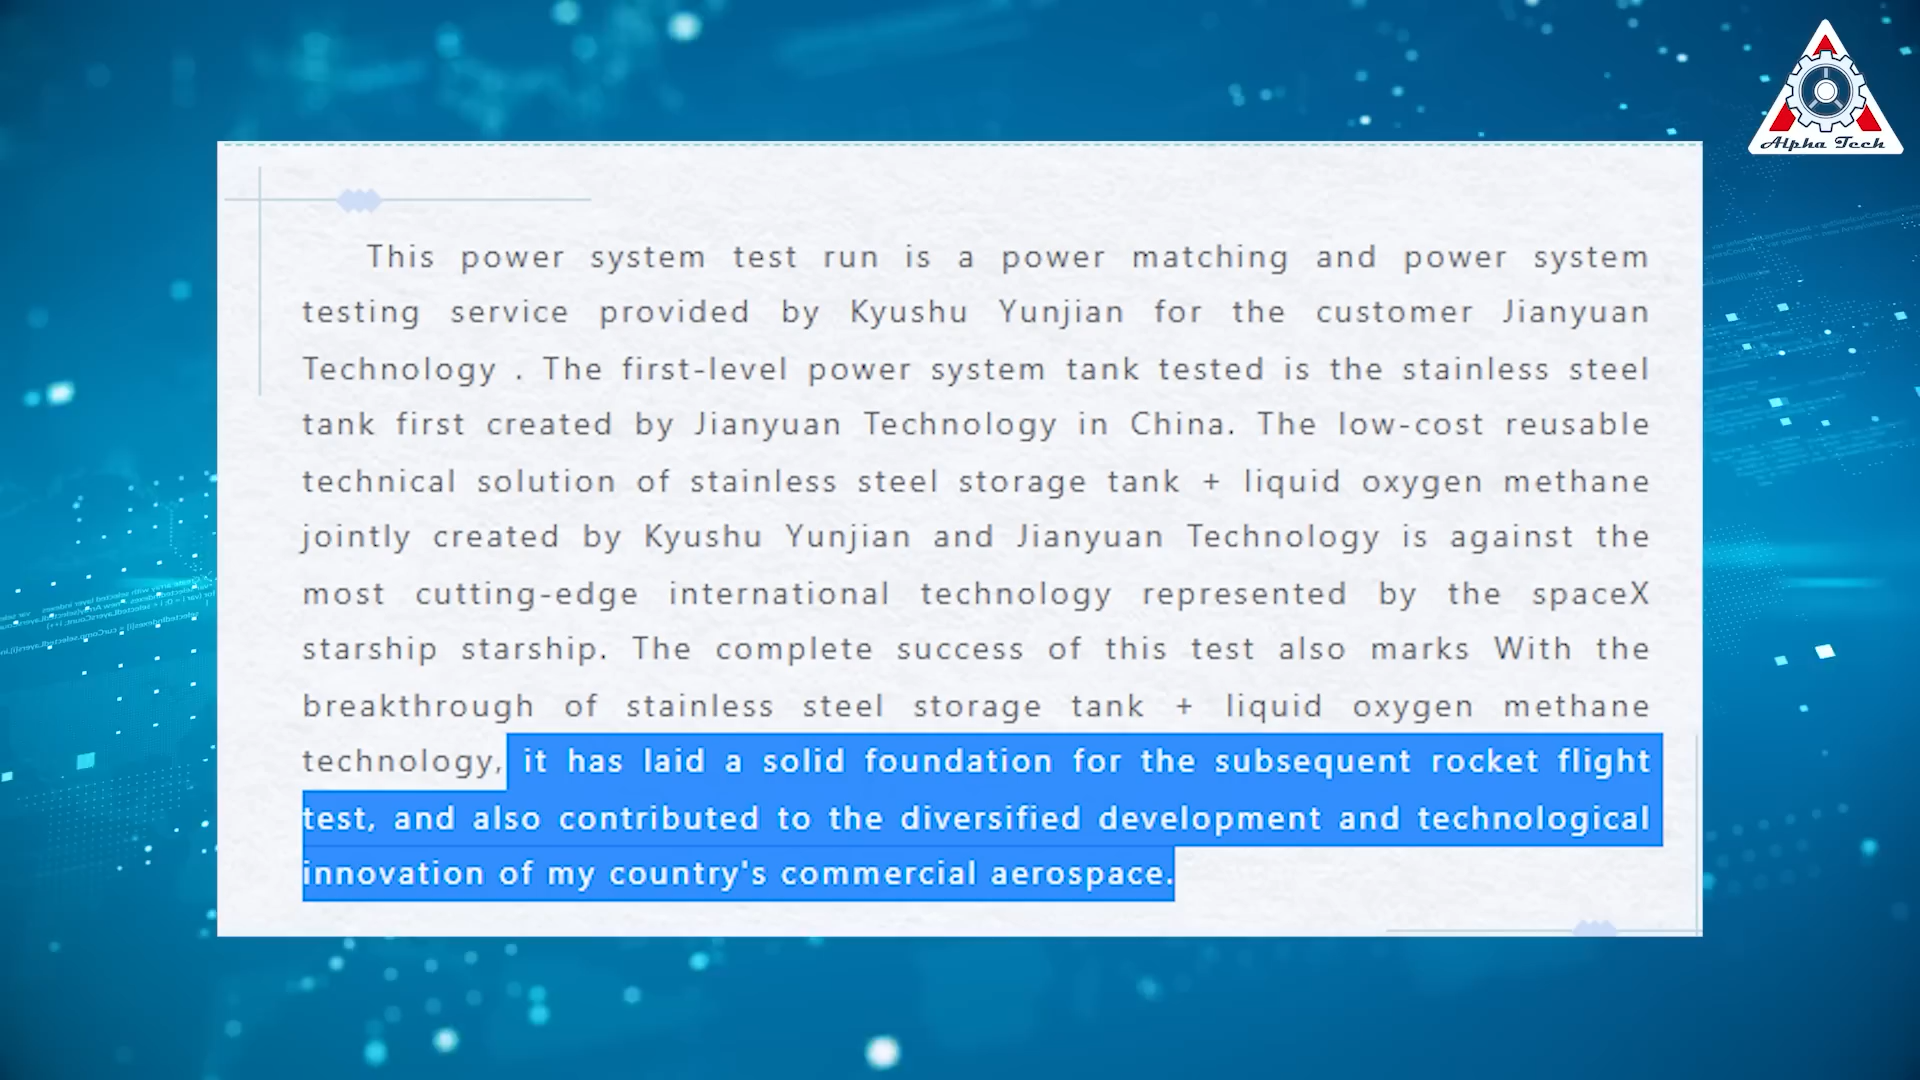 Alpha Tech
This power system test run is a power matching and power system
testing service provided by Kyushu Yunjian for the customer Jianyuan
Technology . The first-level power system tank tested is the stainless steel
tank first created by Jianyuan Technology in China. The low-cost reusable
technical solution of stainless steel storage tank + liquid oxygen methane
jointly created by Kyushu Yunjian and Jianyuan Technology is against the
most cutting-edge international technology represented by the spaceX
starship starship. The complete success of this test also marks With the
breakthrough of stainless steel storage tank + liquid oxygen methane
technology, it has laid a solid foundation for the subsequent rocket flight
test, and also contributed to the diversified development and technological
innovation of my country's commercial aerospace.